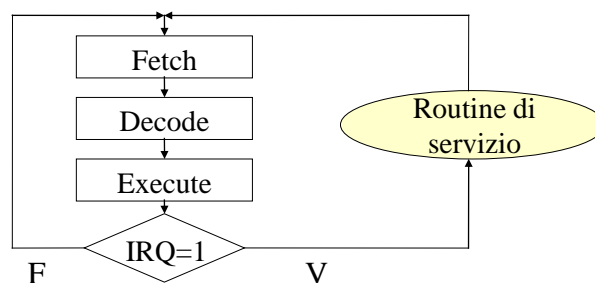 Fetch
Decode
Execute
IRQ=1
F
V
Routine di
servizio